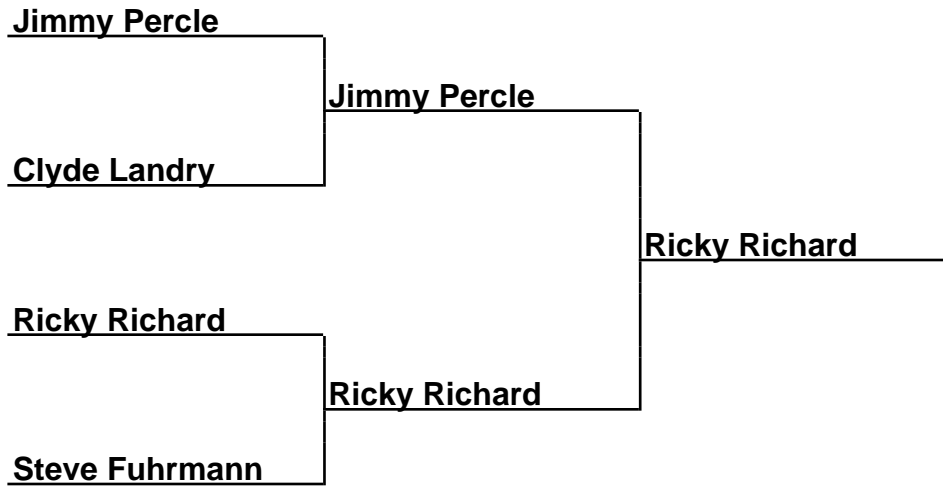 Jimmy Percle
Jimmy Percle
Clyde Landry
Ricky Richard
Ricky Richard
Ricky Richard
Steve Fuhrmann